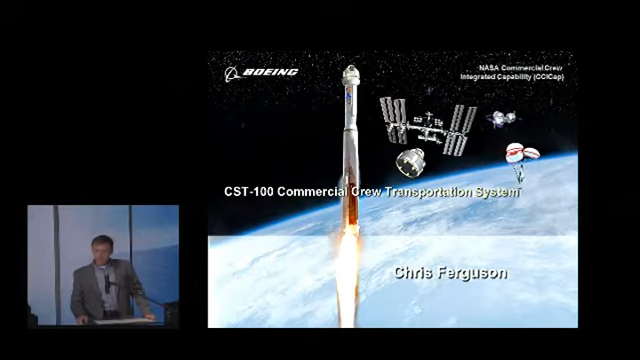 BOEING
NASA Commercial Crew
Integrated Capability (CCiCap)
CST-100 Commercial Crew Transportation System
Chris Ferguson